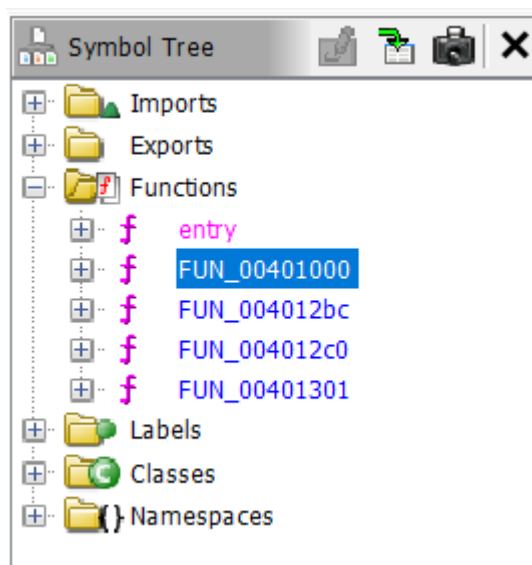 Symbol Tree
Imports
Exports
Functions
f entry
f FUN_00401000
f FUN_004012bc
f FUN_004012c0
f FUN_00401301
Labels
Classes
{} Namespaces